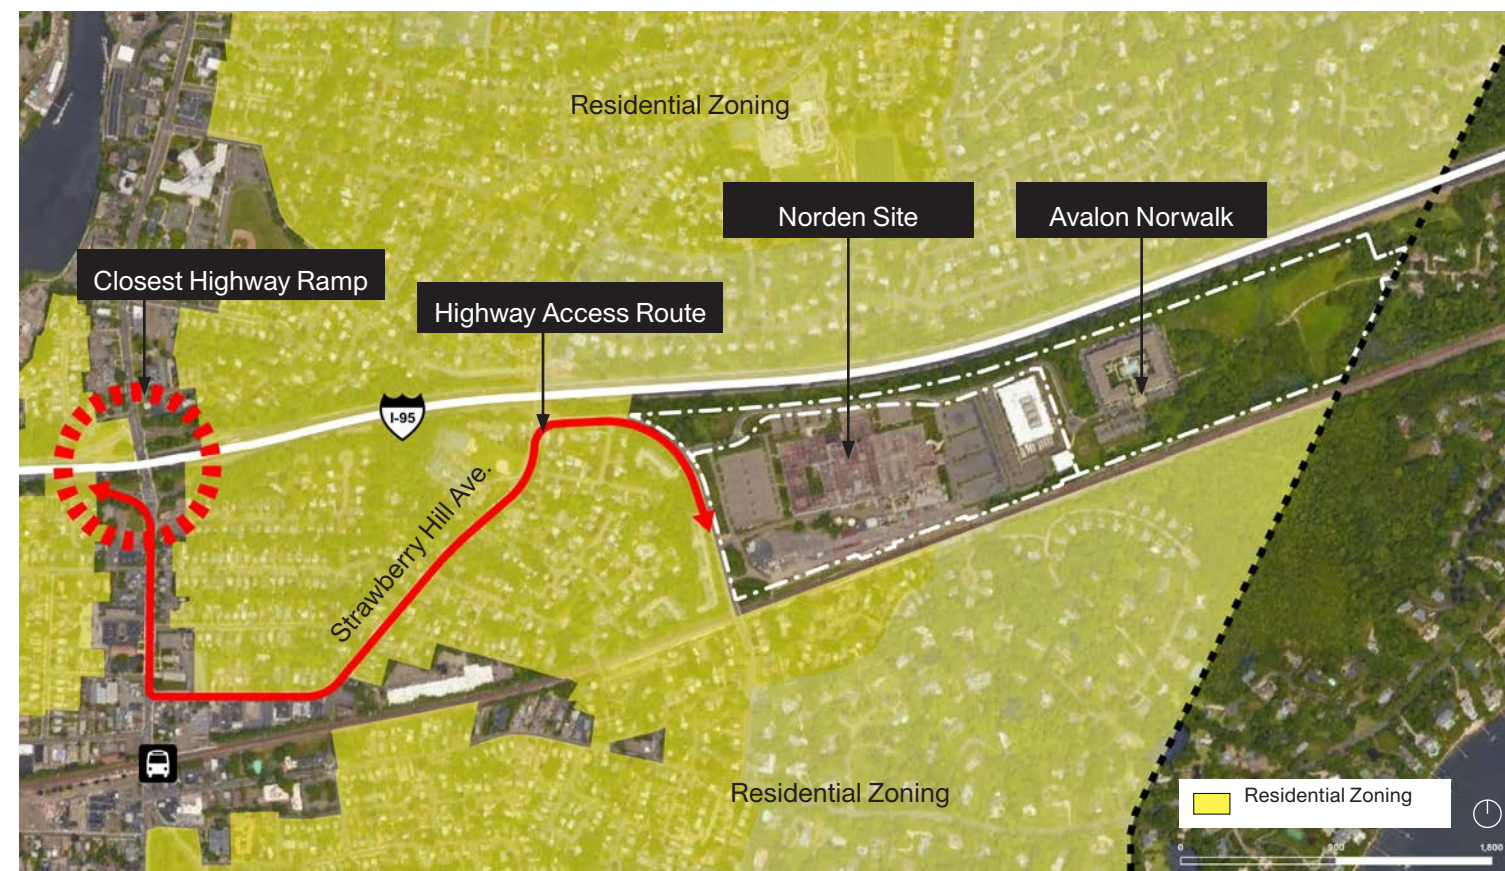 Residential Zoning
Norden Site
Avalon Norwalk
Closest Highway Ramp
Highway Access Route
I-95
Strawberry Hill Ave.
Residential Zoning
Residential Zoning
0 900 1,800